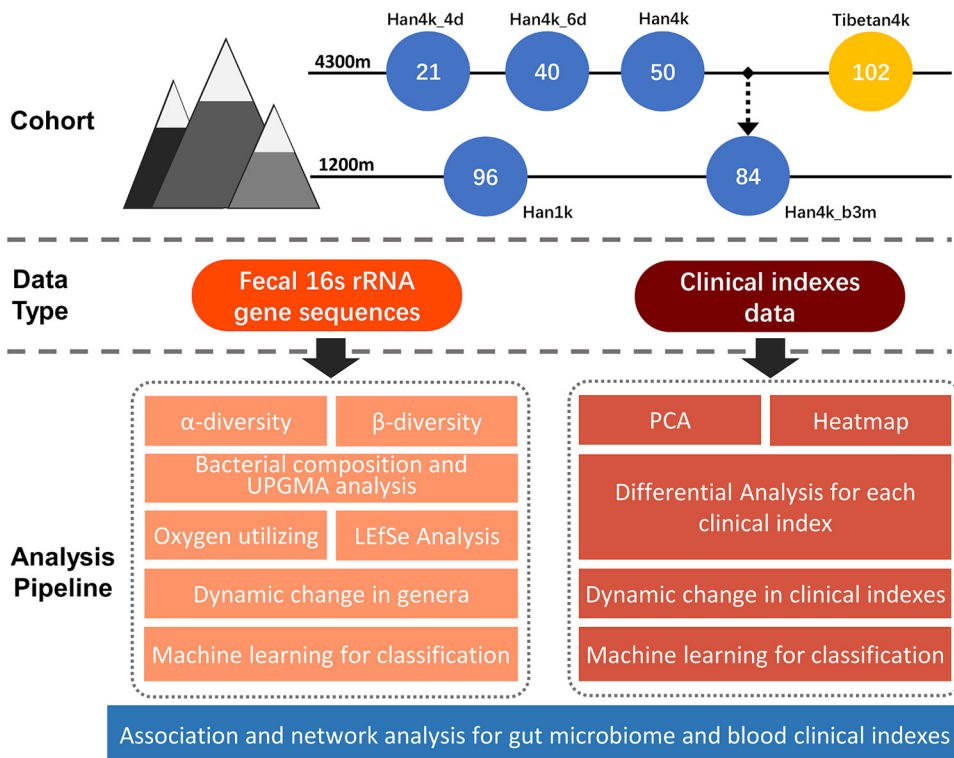 Han4k_4d
Han4k_6d
Han4k
Tibetan4k
4300m
21
40
50
102
Cohort
1200m
96
84
Han1k
Han4k_b3m
Data
Type
Fecal 16s rRNA
gene sequences
Clinical indexes
data
Analysis
Pipeline
α-diversity
β-diversity
Bacterial composition and
UPGMA analysis
Oxygen utilizing
LEfSe Analysis
Dynamic change in genera
Machine learning for classification
PCA
Heatmap
Differential Analysis for each
clinical index
Dynamic change in clinical indexes
Machine learning for classification
Association and network analysis for gut microbiome and blood clinical indexes